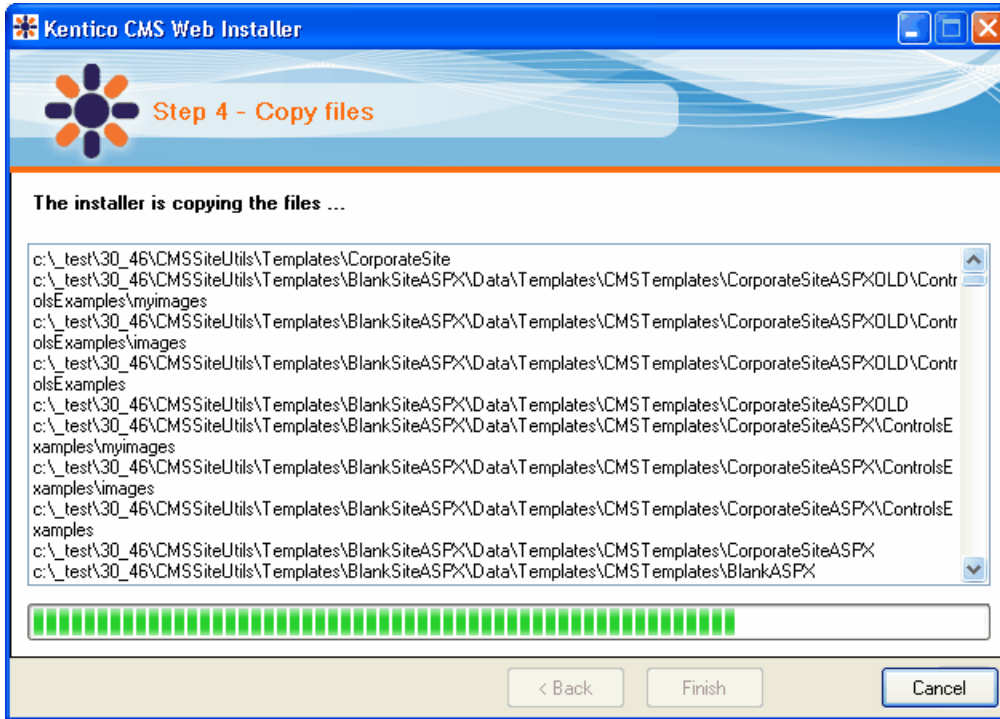 Kentico CMS Web Installer
Step 4 - Copy files
The installer is copying the files ...
c:\_test\30_46\CMSSiteUtils\Templates\CorporateSite
c:\_test\30_46\CMSSiteUtils\Templates\BlankSiteASPX\Data\Templates\CMSTemplates\CorporateSiteASPXOLD\Contr
olsExamples\myimages
c:\_test\30_46\CMSSiteUtils\Templates\BlankSiteASPX\Data\Templates\CMSTemplates\CorporateSiteASPXOLD\Contr
olsExamples\images
c:\_test\30_46\CMSSiteUtils\Templates\BlankSiteASPX\Data\Templates\CMSTemplates\CorporateSiteASPXOLD\Contr
olsExamples
c:\_test\30_46\CMSSiteUtils\Templates\BlankSiteASPX\Data\Templates\CMSTemplates\CorporateSiteASPXOLD
c:\_test\30_46\CMSSiteUtils\Templates\BlankSiteASPX\Data\Templates\CMSTemplates\CorporateSiteASPX\ControlsE
xamples\myimages
c:\_test\30_46\CMSSiteUtils\Templates\BlankSiteASPX\Data\Templates\CMSTemplates\CorporateSiteASPX\ControlsE
xamples\images
c:\_test\30_46\CMSSiteUtils\Templates\BlankSiteASPX\Data\Templates\CMSTemplates\CorporateSiteASPX\ControlsE
xamples
c:\_test\30_46\CMSSiteUtils\Templates\BlankSiteASPX\Data\Templates\CMSTemplates\CorporateSiteASPX
c:\_test\30_46\CMSSiteUtils\Templates\BlankSiteASPX\Data\Templates\CMSTemplates\BlankASPX
< Back
Finish
Cancel